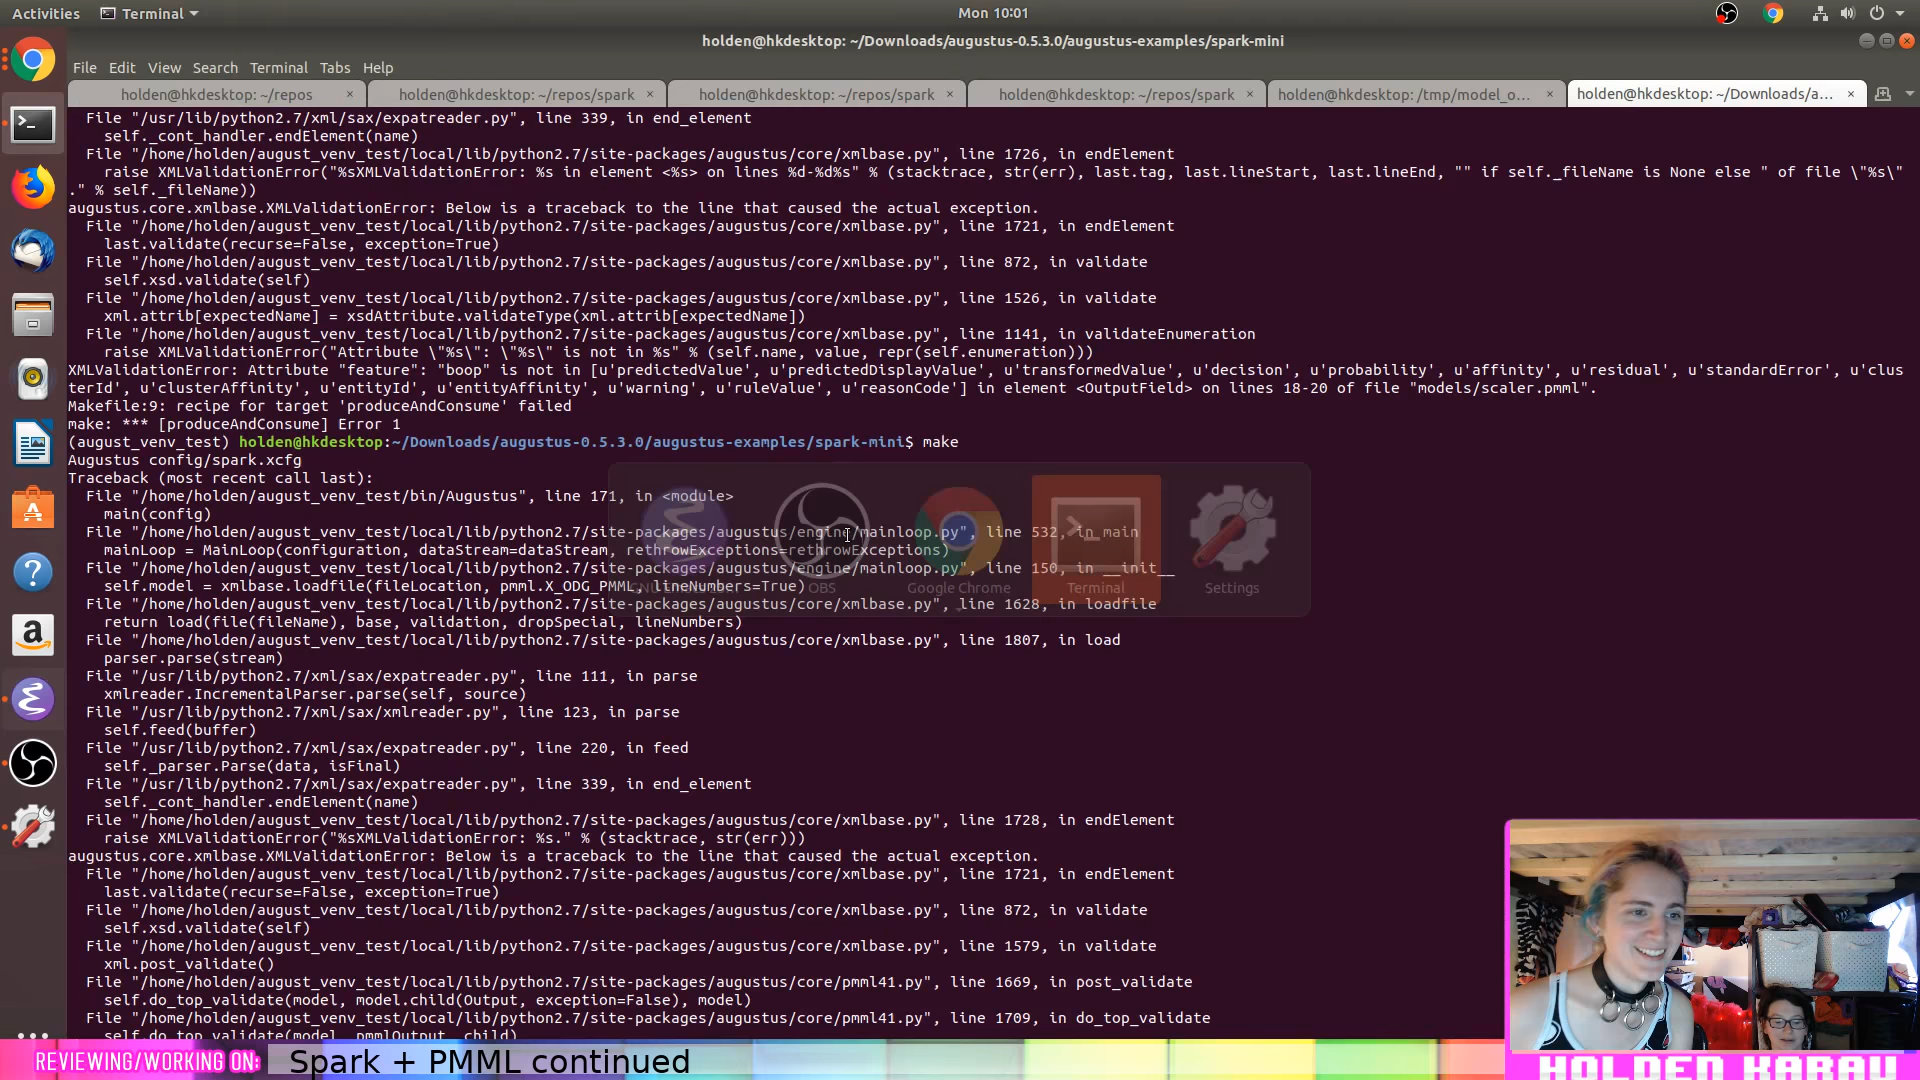 Activities
Terminal
Mon 10:01
holden@hkdesktop: ~/Downloads/augustus-0.5.3.0/augustus-examples/spark-mini
File Edit View Search Terminal Tabs Help
holden@hkdesktop: ~/repos × holden@hkdesktop: ~/repos/spark × holden@hkdesktop: ~/repos/spark × holden@hkdesktop: ~/repos/spark × holden@hkdesktop: /tmp/model_o... × holden@hkdesktop: ~/Downloads/a... ×
File "/usr/lib/python2.7/xml/sax/expatreader.py", line 339, in end_element
self._cont_handler.endElement(name)
File "/home/holden/august_venv_test/local/lib/python2.7/site-packages/augustus/core/xmlbase.py", line 1726, in endElement
raise XMLValidationError("%sXMLValidationError: %s in element <%s> on lines %d-%d%s" % (stacktrace, str(err), last.tag, last.lineStart, last.lineEnd, "" if self._fileName is None else " of file \"%s\"
." % self._fileName))
augustus.core.xmlbase.XMLValidationError: Below is a traceback to the line that caused the actual exception.
File "/home/holden/august_venv_test/local/lib/python2.7/site-packages/augustus/core/xmlbase.py", line 1721, in endElement
last.validate(recurse=False, exception=True)
File "/home/holden/august_venv_test/local/lib/python2.7/site-packages/augustus/core/xmlbase.py", line 872, in validate
self.xsd.validate(self)
File "/home/holden/august_venv_test/local/lib/python2.7/site-packages/augustus/core/xmlbase.py", line 1526, in validate
xml.attrib[expectedName] = xsdAttribute.validateType(xml.attrib[expectedName])
File "/home/holden/august_venv_test/local/lib/python2.7/site-packages/augustus/core/xmlbase.py", line 1141, in validateEnumeration
raise XMLValidationError("Attribute \"%s\": \"%s\" is not in %s" % (self.name, value, repr(self.enumeration)))
XMLValidationError: Attribute "feature": "boop" is not in [u'predictedValue', u'predictedDisplayValue', u'transformedValue', u'decision', u'probability', u'affinity', u'residual', u'standardError', u'clus
terId', u'clusterAffinity', u'entityId', u'entityAffinity', u'warning', u'ruleValue', u'reasonCode'] in element <OutputField> on lines 18-20 of file "models/scaler.pmml".
Makefile:9: recipe for target 'produceAndConsume' failed
make: *** [produceAndConsume] Error 1
(august_venv_test) holden@hkdesktop:~/Downloads/augustus-0.5.3.0/augustus-examples/spark-mini$ make
Augustus config/spark.xcfg
Traceback (most recent call last):
File "/home/holden/august_venv_test/bin/Augustus", line 171, in <module>
main(config)
File "/home/holden/august_venv_test/local/lib/python2.7/site-packages/augustus/engine/mainloop.py", line 532, in main
mainLoop = MainLoop(configuration, dataStream=dataStream, rethrowExceptions=rethrowExceptions)
File "/home/holden/august_venv_test/local/lib/python2.7/site-packages/augustus/engine/mainloop.py", line 150, in __init__
self.model = xmlbase.loadfile(fileLocation, pmml.X_ODG_PMML, lineNumbers=True)
OBS Google Chrome Terminal Settings
File "/home/holden/august_venv_test/local/lib/python2.7/site-packages/augustus/core/xmlbase.py", line 1628, in loadfile
return load(file(fileName), base, validation, dropSpecial, lineNumbers)
File "/home/holden/august_venv_test/local/lib/python2.7/site-packages/augustus/core/xmlbase.py", line 1807, in load
parser.parse(stream)
File "/usr/lib/python2.7/xml/sax/expatreader.py", line 111, in parse
xmlreader.IncrementalParser.parse(self, source)
File "/usr/lib/python2.7/xml/sax/xmlreader.py", line 123, in parse
self.feed(buffer)
File "/usr/lib/python2.7/xml/sax/expatreader.py", line 220, in feed
self._parser.Parse(data, isFinal)
File "/usr/lib/python2.7/xml/sax/expatreader.py", line 339, in end_element
self._cont_handler.endElement(name)
File "/home/holden/august_venv_test/local/lib/python2.7/site-packages/augustus/core/xmlbase.py", line 1728, in endElement
raise XMLValidationError("%sXMLValidationError: %s." % (stacktrace, str(err)))
augustus.core.xmlbase.XMLValidationError: Below is a traceback to the line that caused the actual exception.
File "/home/holden/august_venv_test/local/lib/python2.7/site-packages/augustus/core/xmlbase.py", line 1721, in endElement
last.validate(recurse=False, exception=True)
File "/home/holden/august_venv_test/local/lib/python2.7/site-packages/augustus/core/xmlbase.py", line 872, in validate
self.xsd.validate(self)
File "/home/holden/august_venv_test/local/lib/python2.7/site-packages/augustus/core/xmlbase.py", line 1579, in validate
xml.post_validate()
File "/home/holden/august_venv_test/local/lib/python2.7/site-packages/augustus/core/pmml41.py", line 1669, in post_validate
self.do_top_validate(model, model.child(Output, exception=False), model)
File "/home/holden/august_venv_test/local/lib/python2.7/site-packages/augustus/core/pmml41.py", line 1709, in do_top_validate
self.do_top_validate(model, pmmlOutput, child)
REVIEWING/WORKING ON: Spark + PMML continued
HOLDEN KARAU